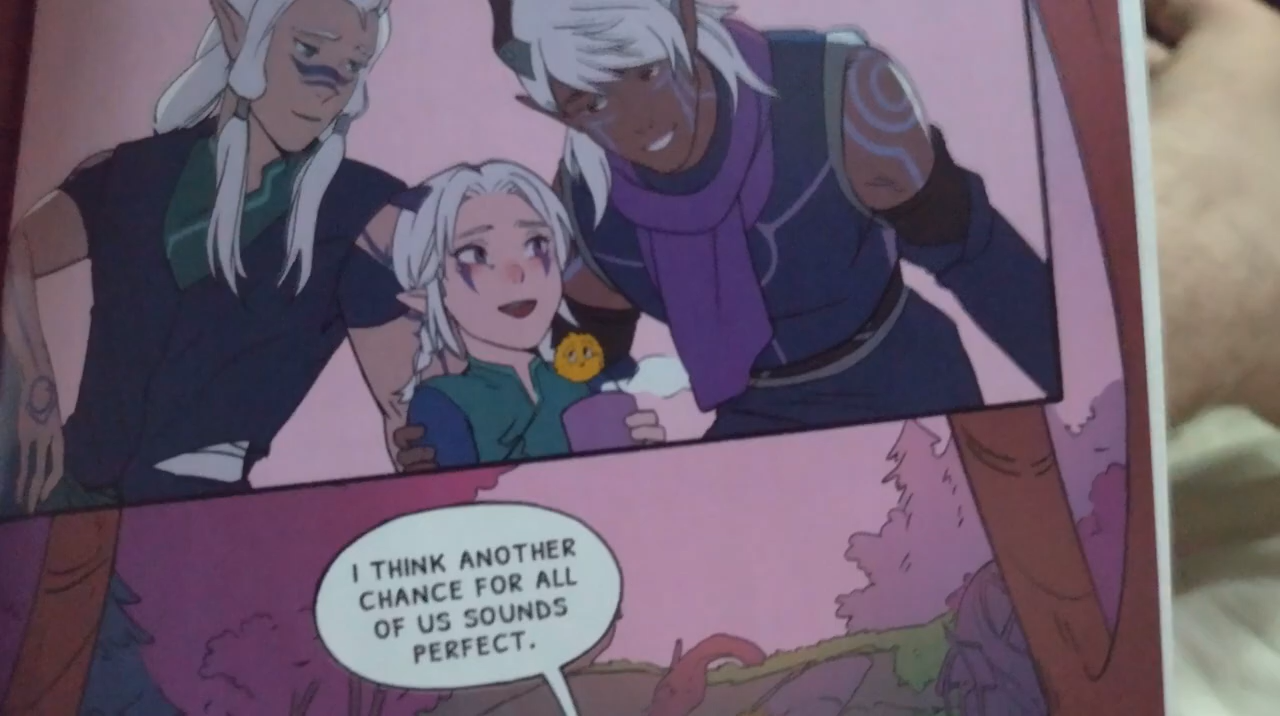 I THINK ANOTHER
CHANCE FOR ALL
OF US SOUNDS
PERFECT.